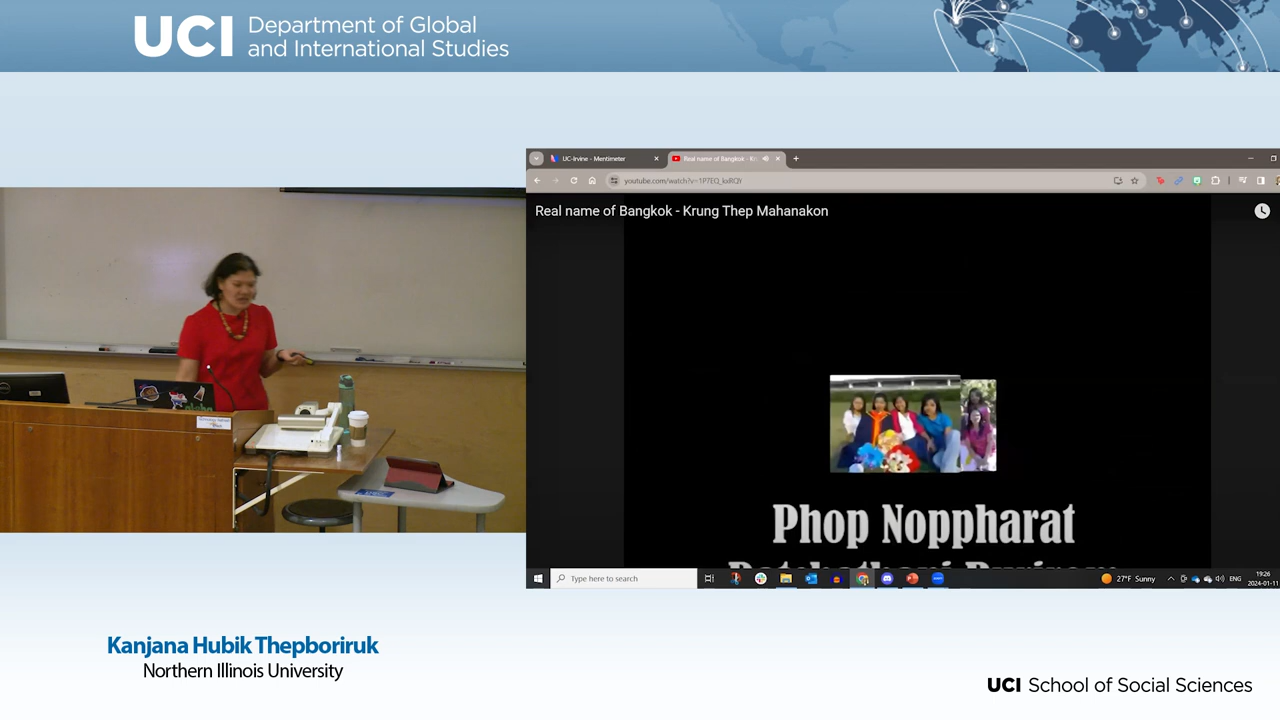 UCI Department of Global
and International Studies
UC-Irvine - Mentimeter
Real name of Bangkok - Kr
youtube.com/watch?v=1P7EQ_kxRQY
Real name of Bangkok - Krung Thep Mahanakon
Phop Noppharat
Type here to search
27°F Sunny
ENG
19:26
2024-01-11
Kanjana Hubik Thepboriruk
Northern Illinois University
UCI School of Social Sciences